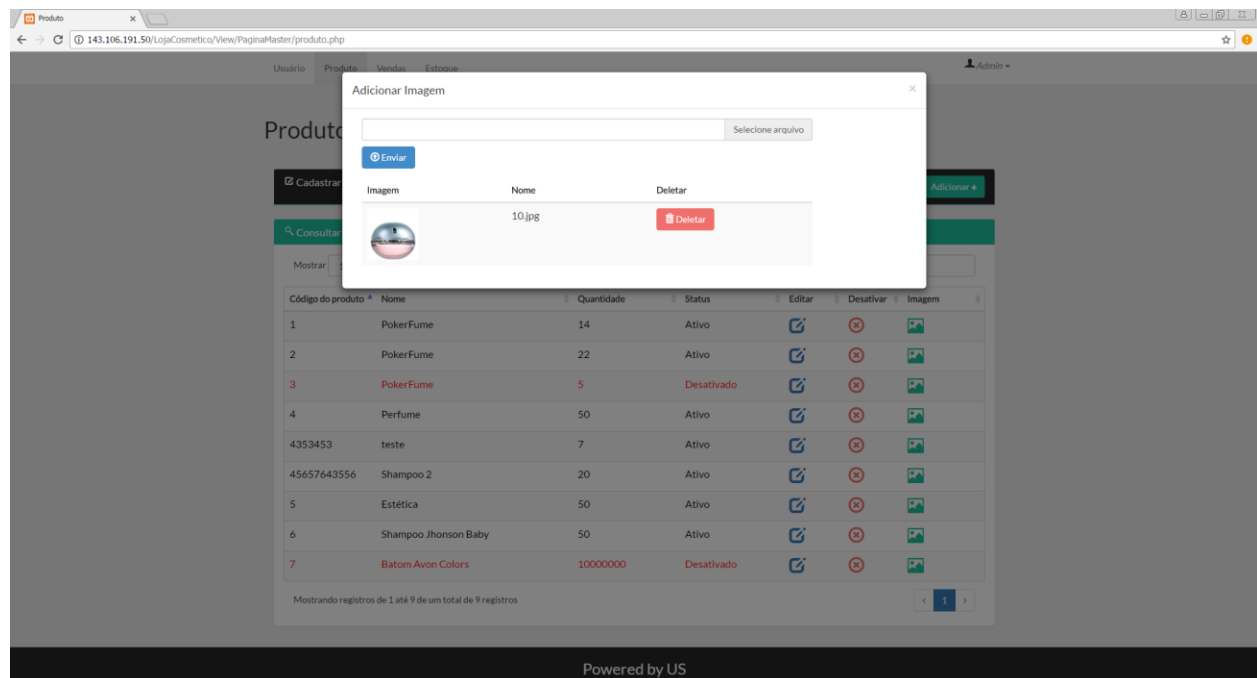 Produto
143.106.191.50/LojaCosmetico/View/PaginaMaster/produto.php
Usuário Produto Vendas Estoque Admin
Adicionar Imagem ×
Produto
Selecione arquivo
Enviar
Cadastrar Adicionar +
Imagem Nome Deletar
10.jpg Deletar
Consultar
Mostrar
Código do produto Nome Quantidade Status Editar Desativar Imagem
1 PokerFume 14 Ativo
2 PokerFume 22 Ativo
3 PokerFume 5 Desativado
4 Perfume 50 Ativo
4353453 teste 7 Ativo
45657643556 Shampoo 2 20 Ativo
5 Estética 50 Ativo
6 Shampoo Jhonson Baby 50 Ativo
7 Batom Avon Colors 10000000 Desativado
Mostrando registros de 1 até 9 de um total de 9 registros < 1 >
Powered by US